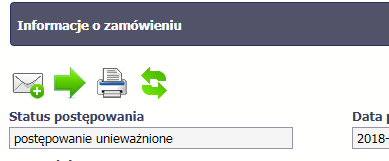 Informacje o zamówieniu
Status postępowania
Data
postępowanie unieważnione
2018-